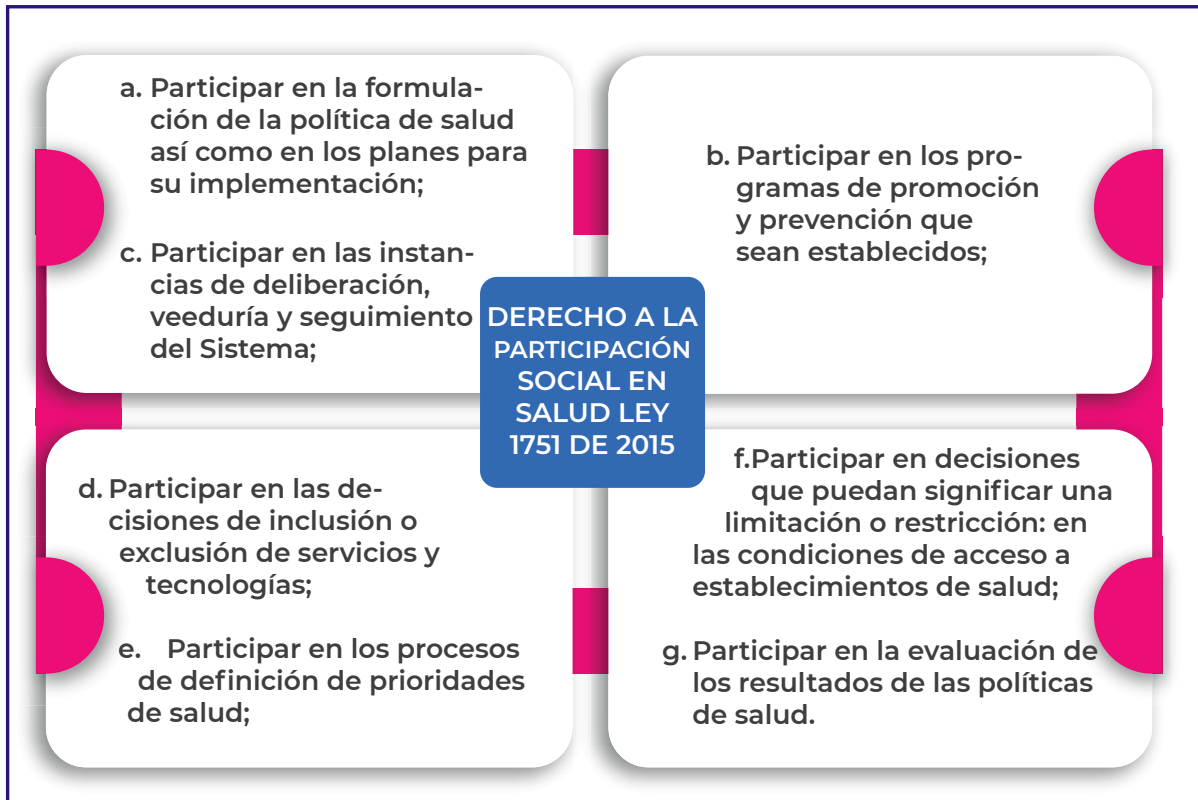 a. Participar en la formula-
ción de la política de salud
así como en los planes para
su implementación;
b. Participar en los pro-
gramas de promoción
y prevención que
sean establecidos;
c. Participar en las instan-
cias de deliberación,
veeduría y seguimiento
del Sistema;
DERECHO A LA
PARTICIPACIÓN
SOCIAL EN
SALUD LEY
1751 DE 2015
d. Participar en las de-
cisiones de inclusión o
exclusión de servicios y
tecnologías;
e. Participar en los procesos
de definición de prioridades
de salud;
f.Participar en decisiones
que puedan significar una
limitación o restricción: en
las condiciones de acceso a
establecimientos de salud;
g. Participar en la evaluación de
los resultados de las políticas
de salud.